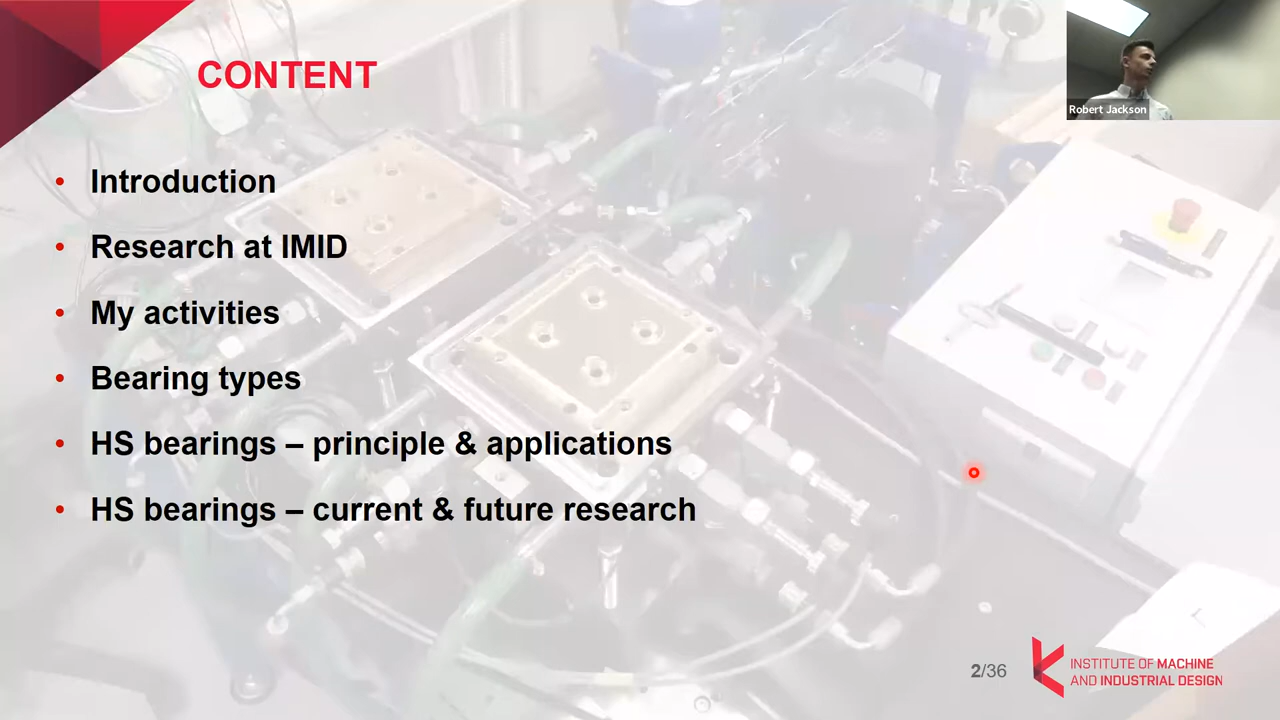 CONTENT
Robert Jackson
• Introduction
• Research at IMID
• My activities
• Bearing types
• HS bearings – principle & applications
• HS bearings – current & future research
2/36
INSTITUTE OF MACHINE
AND INDUSTRIAL DESIGN